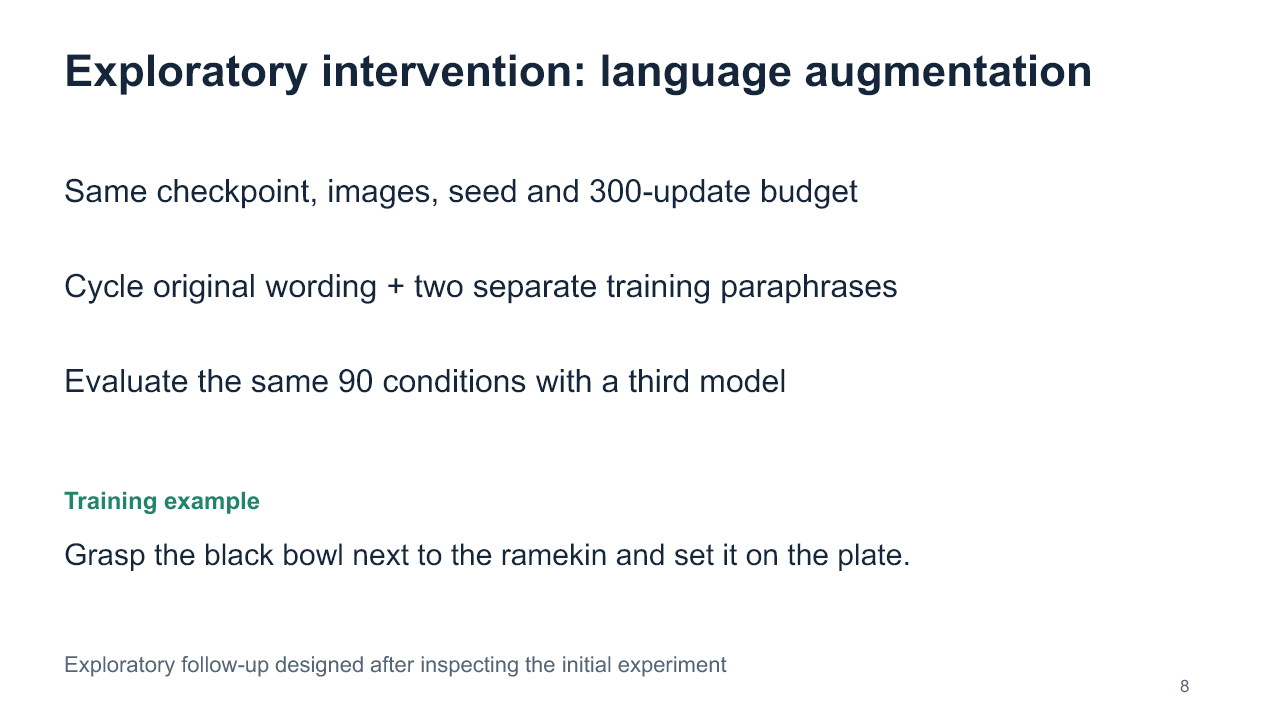 Exploratory intervention: language augmentation
Same checkpoint, images, seed and 300-update budget
Cycle original wording + two separate training paraphrases
Evaluate the same 90 conditions with a third model
Training example
Grasp the black bowl next to the ramekin and set it on the plate.
Exploratory follow-up designed after inspecting the initial experiment
8